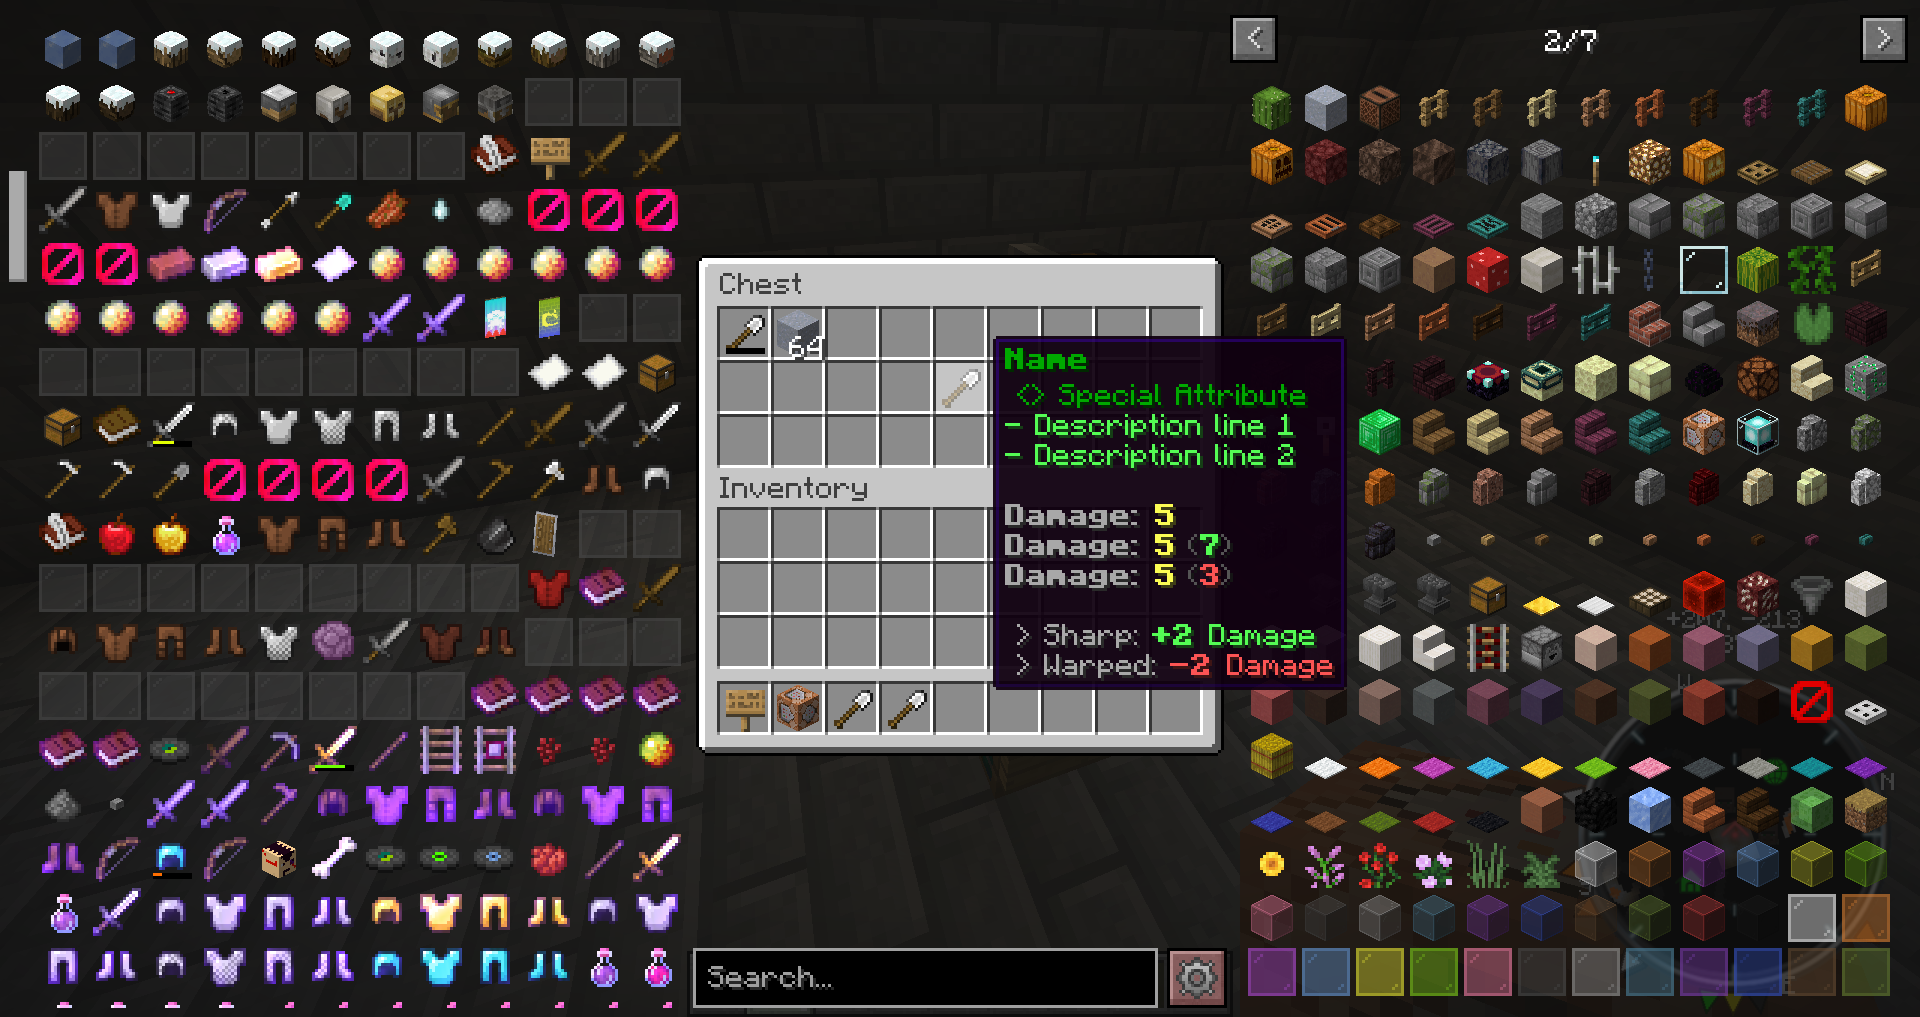 2/7
Chest
64
Name
<> Special Attribute
- Description line 1
- Description line 2
Inventory
Damage: 5
Damage: 5 (7)
Damage: 5 (3)
> Sharp: +2 Damage
> Warped: -2 Damage
N
Search...